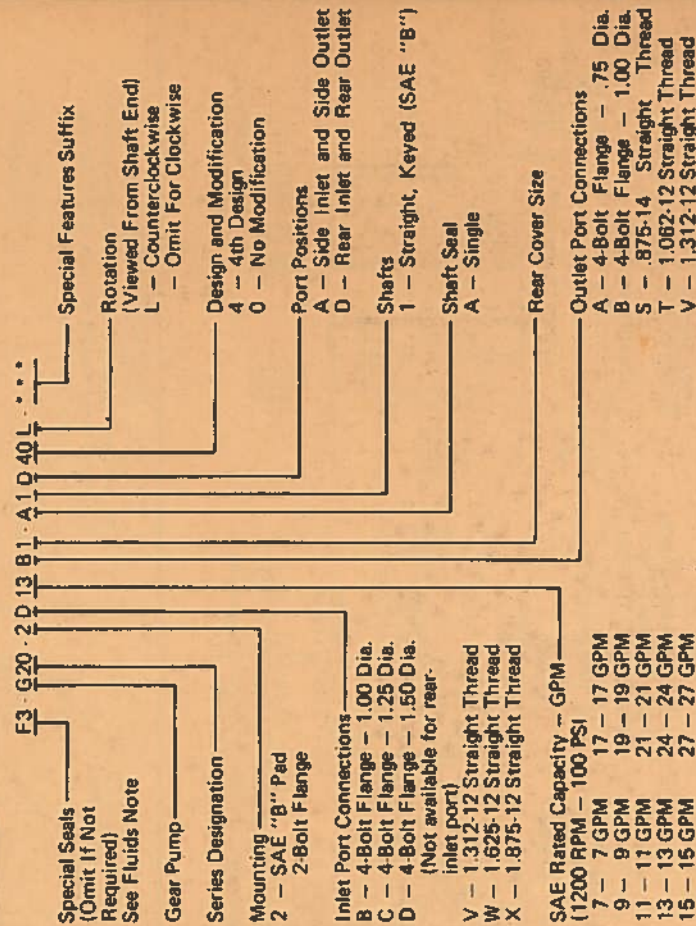 F3 - G20 - 2 D 13 B 1 - A 1 D 40 L - * * *
Special Seals
(Omit If Not
Required)
See Fluids Note
Gear Pump
Series Designation
Mounting
2 – SAE "B" Pad
2-Bolt Flange
Inlet Port Connections
B – 4-Bolt Flange – 1.00 Dia.
C – 4-Bolt Flange – 1.25 Dia.
D – 4-Bolt Flange – 1.50 Dia.
(Not available for rear-
inlet port)
V – 1.312-12 Straight Thread
W – 1.625-12 Straight Thread
X – 1.875-12 Straight Thread
SAE Rated Capacity – GPM
(1200 RPM – 100 PSI
7 – 7 GPM 17 – 17 GPM
9 – 9 GPM 19 – 19 GPM
11 – 11 GPM 21 – 21 GPM
13 – 13 GPM 24 – 24 GPM
15 – 15 GPM 27 – 27 GPM
Special Features Suffix
Rotation
(Viewed From Shaft End)
L – Counterclockwise
– Omit For Clockwise
Design and Modification
4 – 4th Design
0 – No Modification
Port Positions
A – Side Inlet and Side Outlet
D – Rear Inlet and Rear Outlet
Shafts
1 – Straight, Keyed (SAE "B")
Shaft Seal
A – Single
Rear Cover Size
Outlet Port Connections
A – 4-Bolt Flange – .75 Dia.
B – 4-Bolt Flange – 1.00 Dia.
S – .875-14 Straight Thread
T – 1.062-12 Straight Thread
V – 1.312-12 Straight Thread